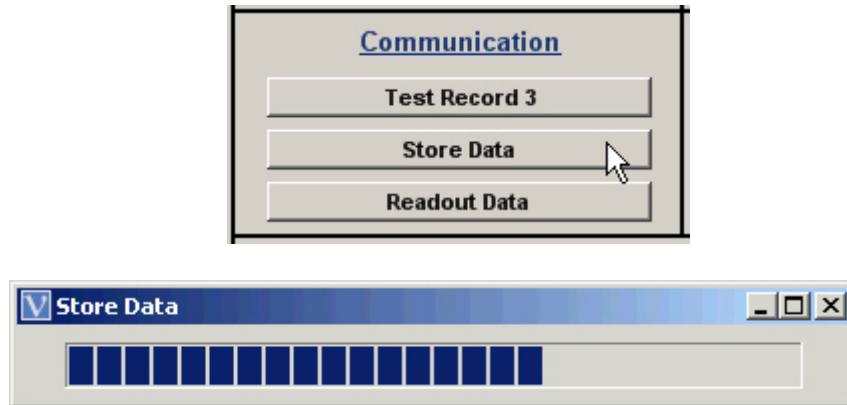 Communication
Test Record 3
Store Data
Readout Data
Store Data